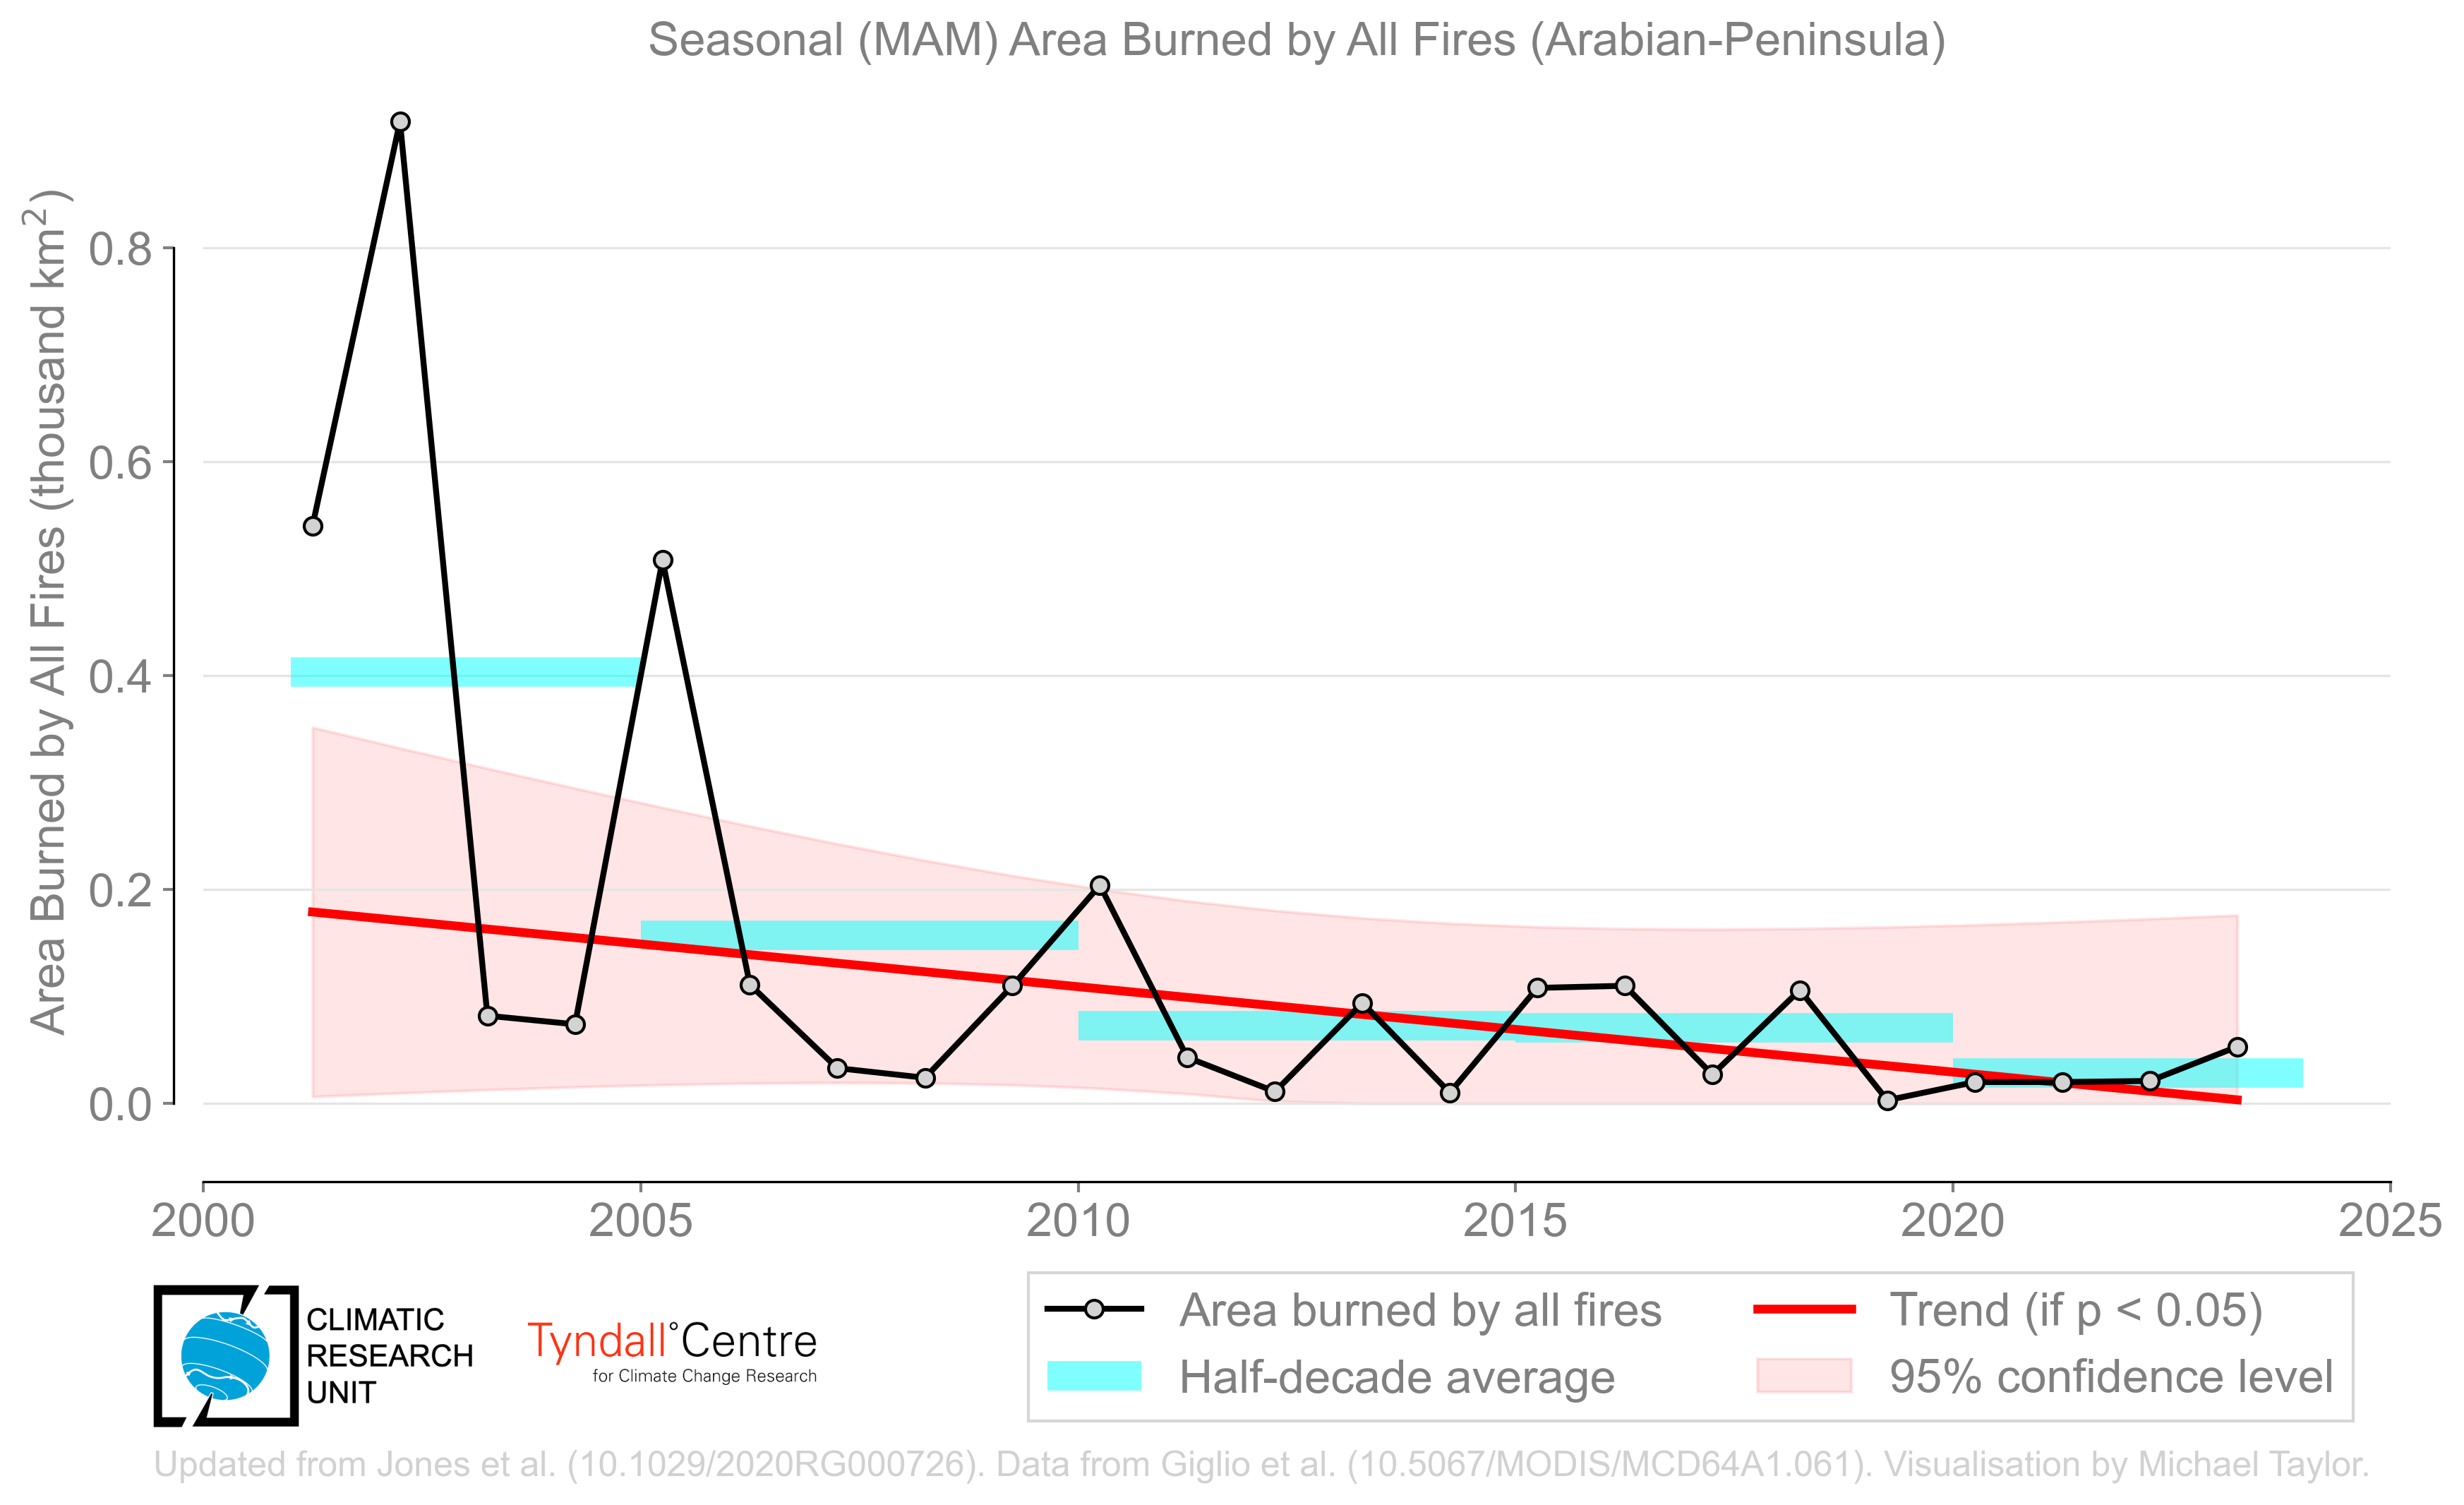 Seasonal (MAM) Area Burned by All Fires (Arabian-Peninsula)
Area Burned by All Fires (thousand km²)
0.8
0.6
0.4
0.2
0.0
2000 2005 2010 2015 2020 2025
CLIMATIC
RESEARCH
UNIT
Tyndall°Centre
for Climate Change Research
Area burned by all fires
Half-decade average
Trend (if p < 0.05)
95% confidence level
Updated from Jones et al. (10.1029/2020RG000726). Data from Giglio et al. (10.5067/MODIS/MCD64A1.061). Visualisation by Michael Taylor.